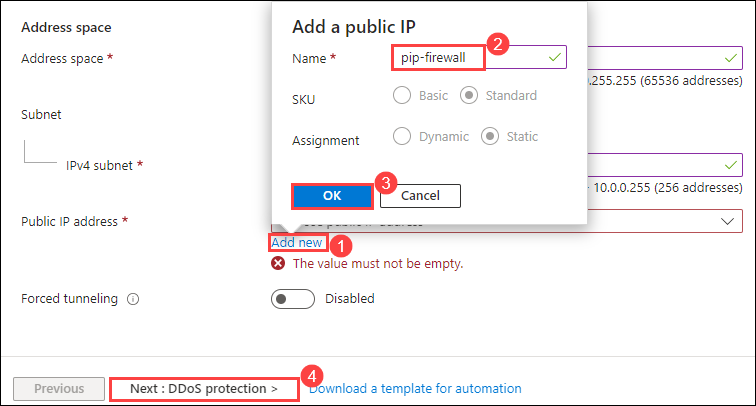 Address space
Address space *
.255.255 (65536 addresses)
Add a public IP
2
Name *
pip-firewall
SKU
Basic
Standard
Assignment
Dynamic
Static
3
OK
Cancel
Subnet
IPv4 subnet *
10.0.0.255 (256 addresses)
Public IP address *
Add new
1
The value must not be empty.
Forced tunneling
Disabled
4
Previous
Next : DDoS protection >
Download a template for automation